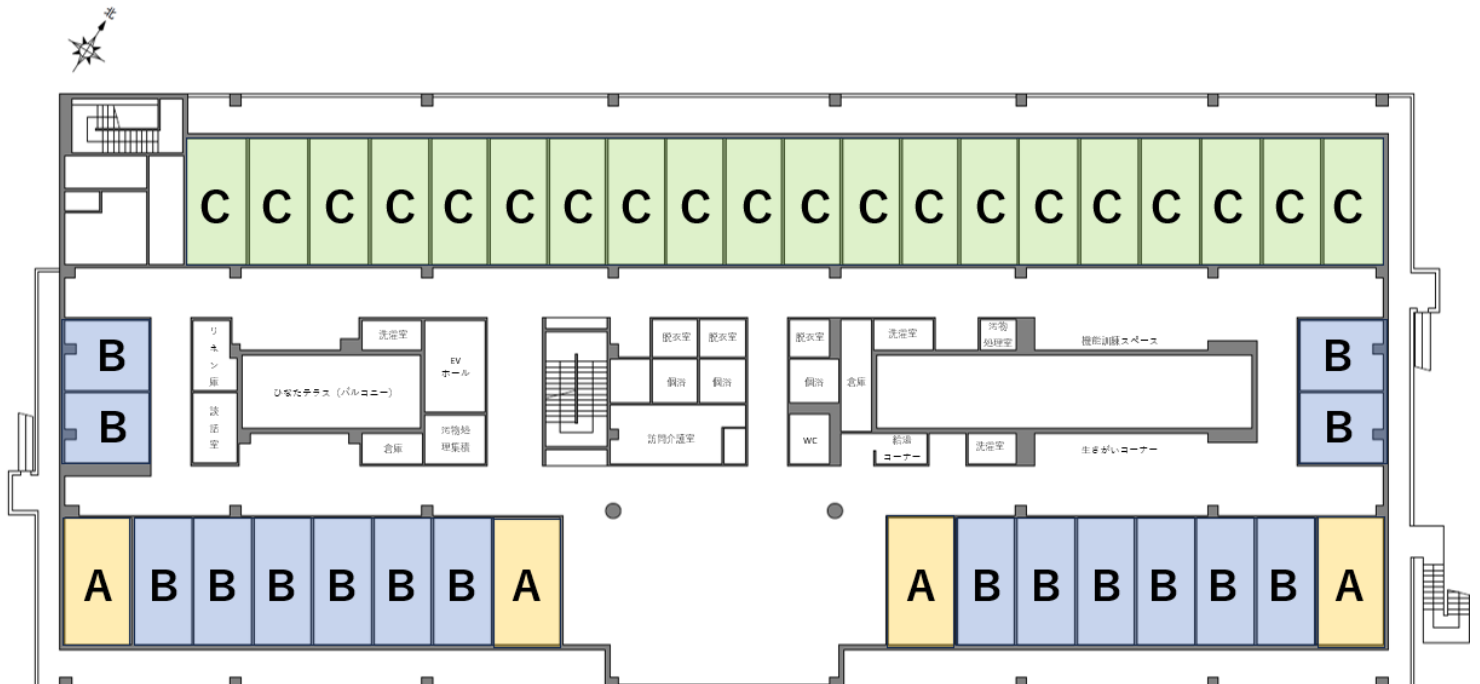 北
C C C C C C C C C C C C C C C C C C C C
B
B
リネン庫
談話室
洗濯室
ひなたテラス（バルコニー）
EV
ホール
倉庫
汚物処
理集積
脱衣室 脱衣室
個浴 個浴
訪問介護室
脱衣室
個浴
WC
倉庫
洗濯室
汚物
処理室
機能訓練スペース
給湯
コーナー
洗濯室
生きがいコーナー
B
B
A B B B B B B A
A B B B B B B A